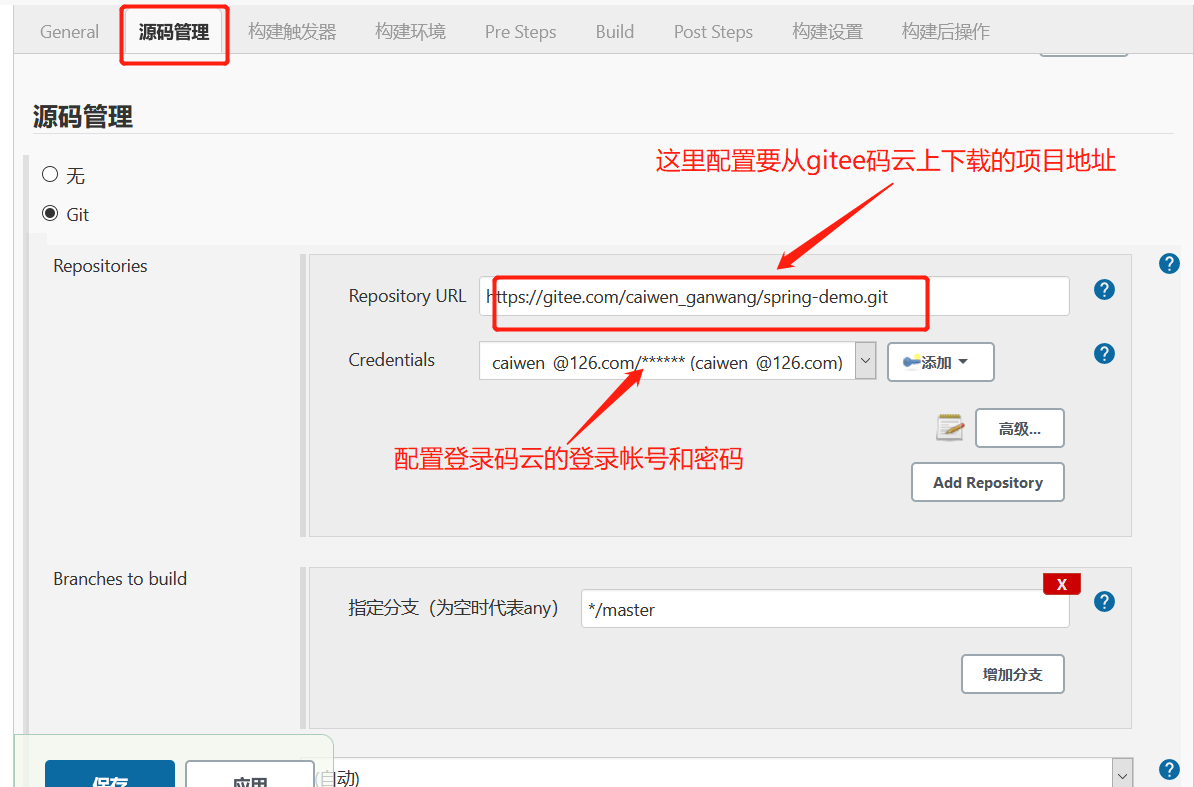 General 源码管理 构建触发器 构建环境 Pre Steps Build Post Steps 构建设置 构建后操作
源码管理
这里配置要从gitee码云上下载的项目地址
无
Git
Repositories
Repository URL https://gitee.com/caiwen_ganwang/spring-demo.git
Credentials caiwen @126.com/****** (caiwen @126.com) 添加
高级...
配置登录码云的登录帐号和密码
Add Repository
Branches to build
X
指定分支（为空时代表any） */master
增加分支
保存 应用 (自动)